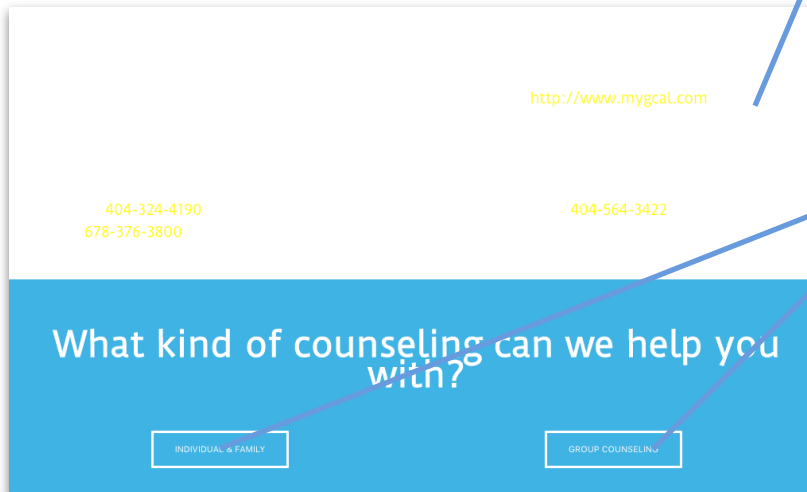 http://www.mygcal.com
404-324-4190
404-564-3422
678-376-3800
What kind of counseling can we help you
with?
INDIVIDUAL & FAMILY
GROUP COUNSELING